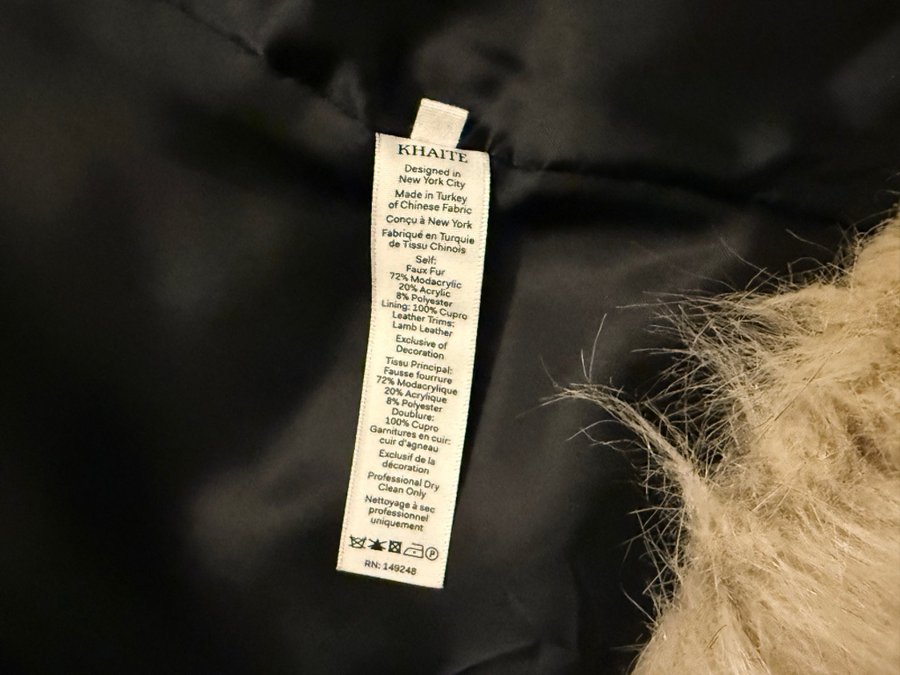 KHAITE
Designed in
New York City
Made in Turkey
of Chinese Fabric
Conçu à New York
Fabriqué en Turquie
de Tissu Chinois
Self:
Faux Fur
72% Modacrylic
20% Acrylic
8% Polyester
Lining: 100% Cupro
Leather Trims:
Lamb Leather
Exclusive of
Decoration
Tissu Principal:
Fausse fourrure
72% Modacrylique
20% Acrylique
8% Polyester
Doublure:
100% Cupro
Garnitures en cuir:
cuir d'agneau
Exclusif de la
décoration
Professional Dry
Clean Only
Nettoyage à sec
professionnel
uniquement
P
RN: 149248